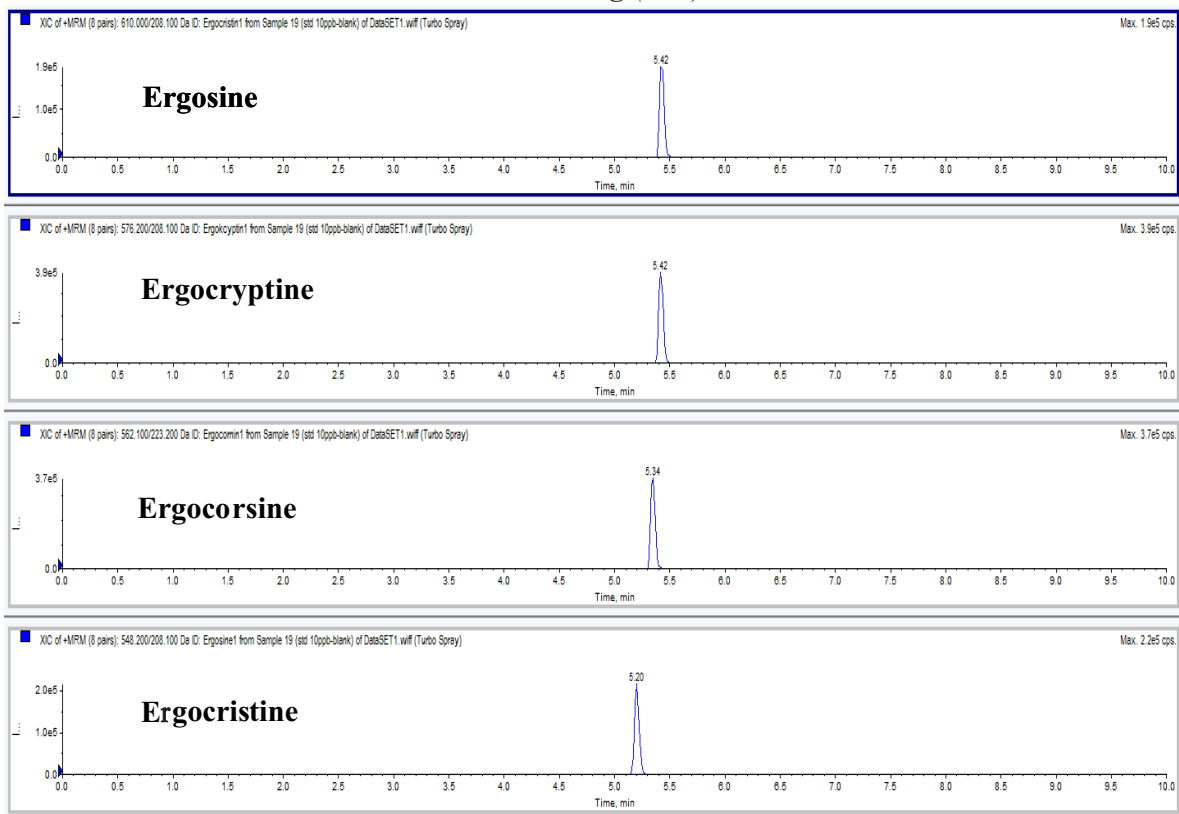 XIC of +MRM (8 pairs): 610.000/208.100 Da ID: Ergocristin1 from Sample 19 (std 10ppb-blank) of DataSET1.wiff (Turbo Spray) Max. 1.9e5 cps.
5.42
1.9e5
Ergosine
1.0e5
0.0
0.0 0.5 1.0 1.5 2.0 2.5 3.0 3.5 4.0 4.5 5.0 5.5 6.0 6.5 7.0 7.5 8.0 8.5 9.0 9.5 10.0
Time, min
XIC of +MRM (8 pairs): 576.200/208.100 Da ID: Ergokcyptin1 from Sample 19 (std 10ppb-blank) of DataSET1.wiff (Turbo Spray) Max. 3.9e5 cps.
5.42
3.9e5
Ergocryptine
0.0
0.0 0.5 1.0 1.5 2.0 2.5 3.0 3.5 4.0 4.5 5.0 5.5 6.0 6.5 7.0 7.5 8.0 8.5 9.0 9.5 10.0
Time, min
XIC of +MRM (8 pairs): 562.100/223.200 Da ID: Ergocornin1 from Sample 19 (std 10ppb-blank) of DataSET1.wiff (Turbo Spray) Max. 3.7e5 cps.
5.34
3.7e5
Ergocorsine
0.0
0.0 0.5 1.0 1.5 2.0 2.5 3.0 3.5 4.0 4.5 5.0 5.5 6.0 6.5 7.0 7.5 8.0 8.5 9.0 9.5 10.0
Time, min
XIC of +MRM (8 pairs): 548.200/208.100 Da ID: Ergosine1 from Sample 19 (std 10ppb-blank) of DataSET1.wiff (Turbo Spray) Max. 2.2e5 cps.
5.20
2.0e5
Ergocristine
1.0e5
0.0
0.0 0.5 1.0 1.5 2.0 2.5 3.0 3.5 4.0 4.5 5.0 5.5 6.0 6.5 7.0 7.5 8.0 8.5 9.0 9.5 10.0
Time, min